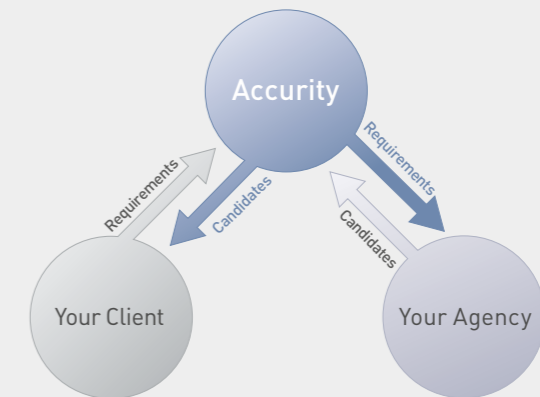 Accurity
Requirements
Candidates
Requirements
Candidates
Your Client
Your Agency